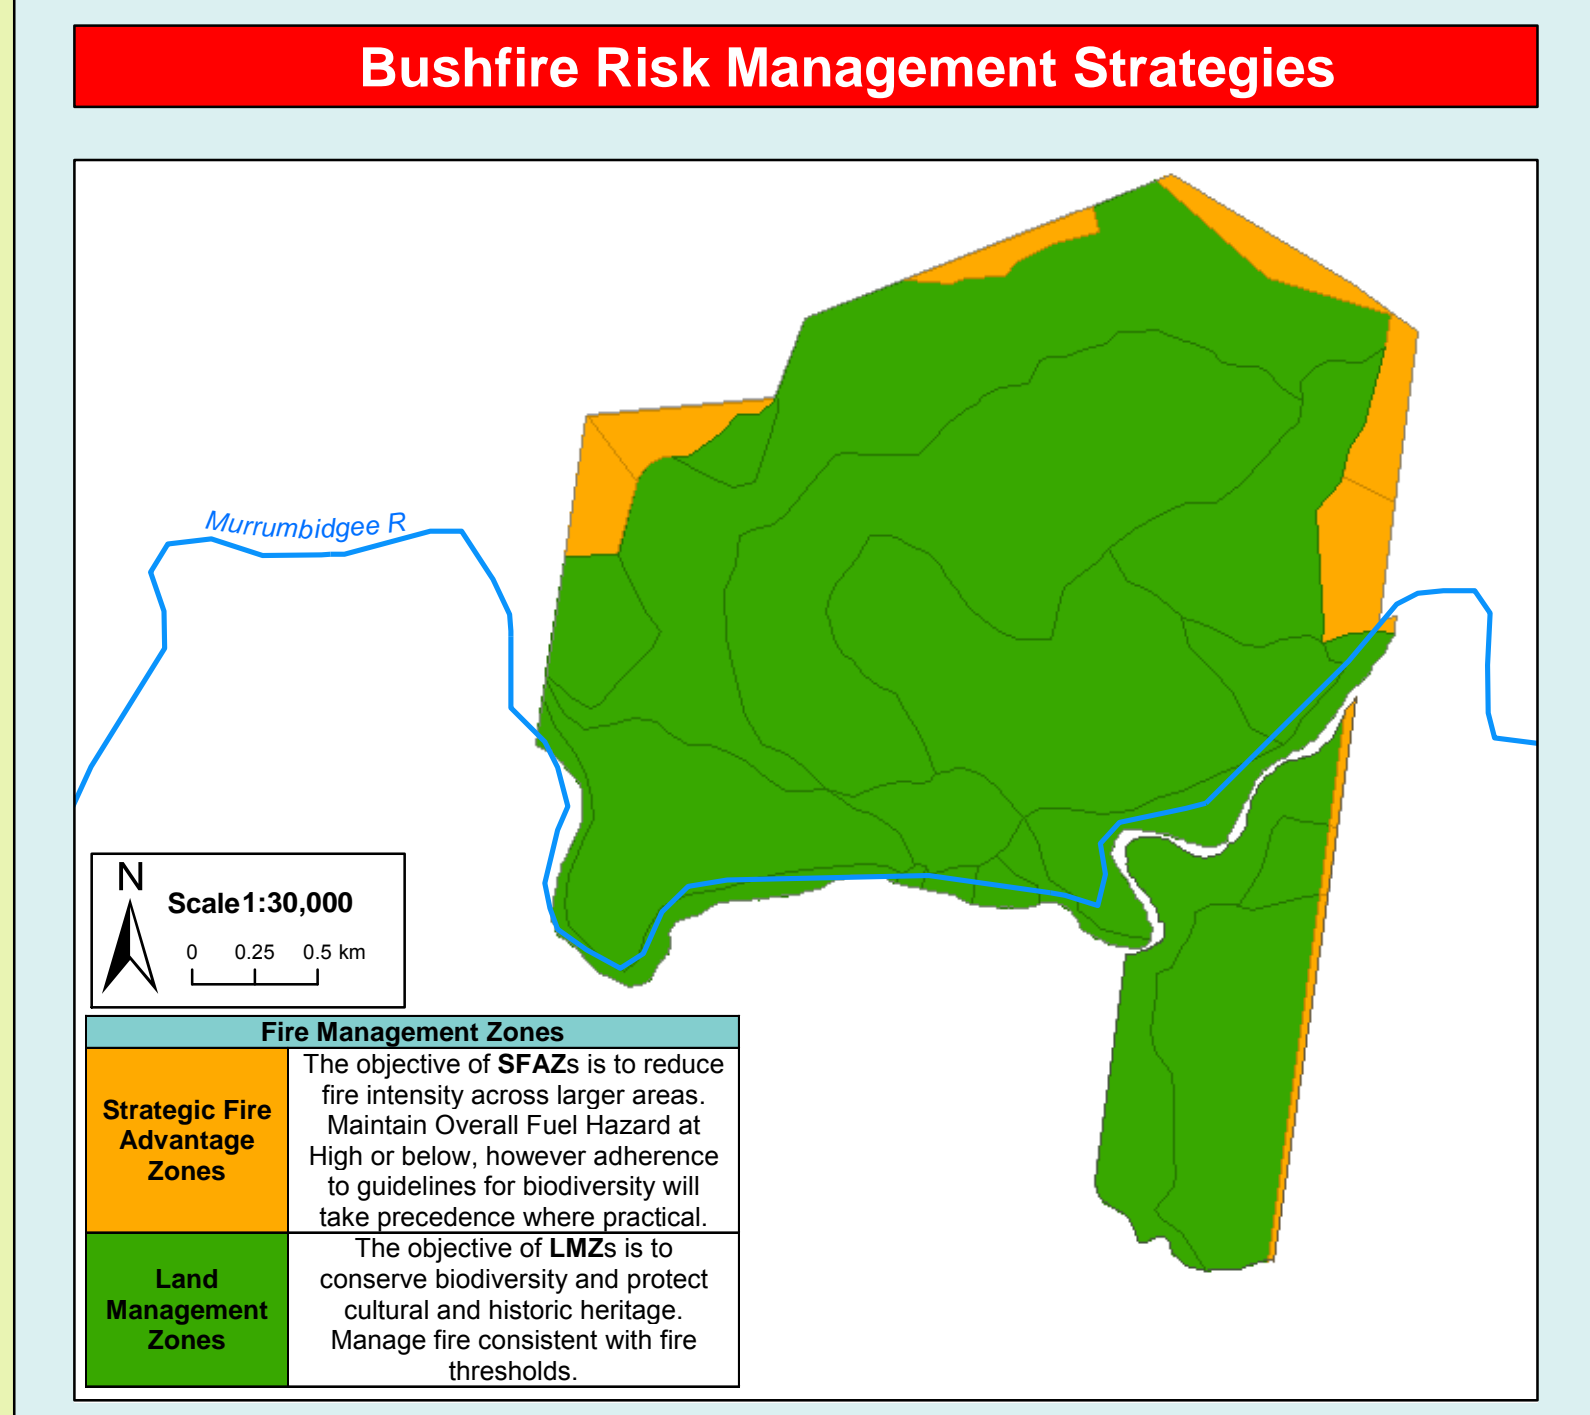 Bushfire Risk Management Strategies
Murrumbidgee R
N
Scale1:30,000
0 0.25 0.5 km
Fire Management Zones
Strategic Fire
Advantage
Zones
The objective of SFAZs is to reduce
fire intensity across larger areas.
Maintain Overall Fuel Hazard at
High or below, however adherence
to guidelines for biodiversity will
take precedence where practical.
Land
Management
Zones
The objective of LMZs is to
conserve biodiversity and protect
cultural and historic heritage.
Manage fire consistent with fire
thresholds.